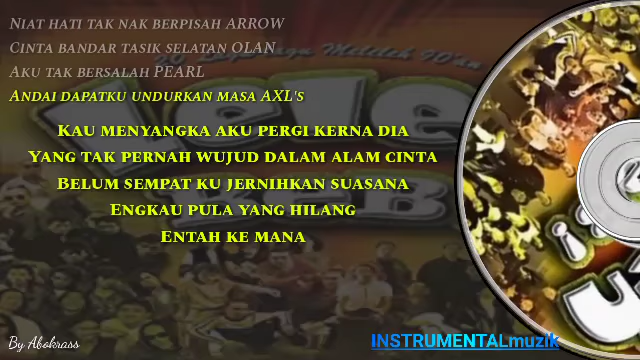 Niat hati tak nak berpisah ARROW
Cinta bandar tasik selatan OLAN
Aku tak bersalah PEARL
Andai dapatku undurkan masa AXL's
Kau menyangka aku pergi kerna dia
Yang tak pernah wujud dalam alam cinta
Belum sempat ku jernihkan suasana
Engkau pula yang hilang
Entah ke mana
By Abokrass
INSTRUMENTALmuzik